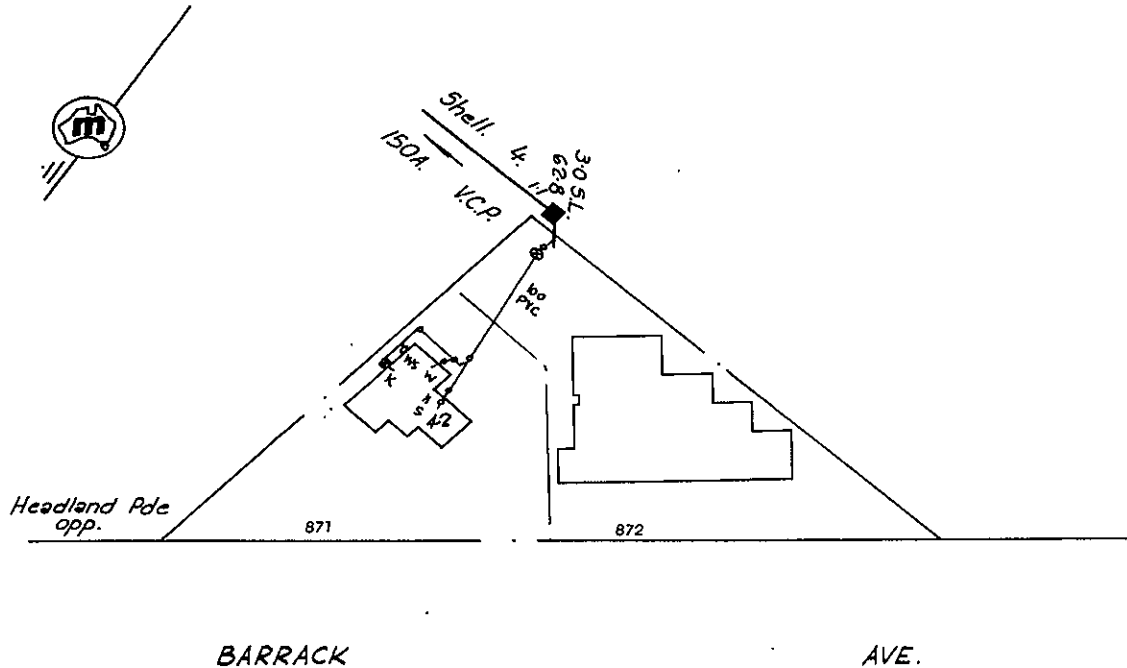 m
Shell.
150A.
4.
1.1
V.C.P.
3.0 S.L.
62.8
100
PVC
WS
W
K
S
42
Headland Pde
opp.
871
872
BARRACK
AVE.